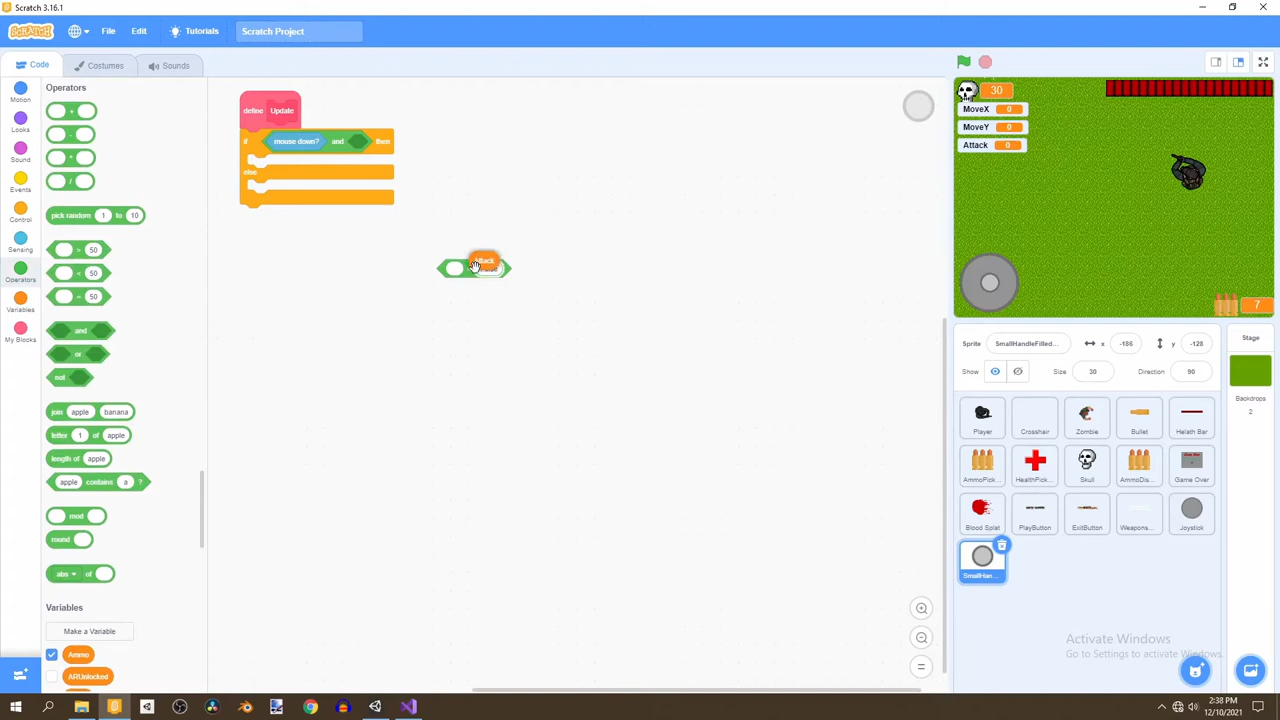 Scratch 3.16.1
SCRATCH
File
Edit
Tutorials
Scratch Project
Code
Costumes
Sounds
Motion
Looks
Sound
Events
Control
Sensing
Operators
Variables
My Blocks
Operators
+
-
*
/
pick random 1 to 10
> 50
< 50
= 50
and
or
not
join apple banana
letter 1 of apple
length of apple
apple contains a ?
mod
round
abs of
Variables
Make a Variable
Ammo
ARUnlocked
define Update
if mouse down? and then
else
30
MoveX 0
MoveY 0
Attack 0
7
Sprite SmallHandleFilled... x -186 y -128
Show Size 30 Direction 90
Stage
Backdrops
2
Player
Crosshair
Zombie
Bullet
Helath Bar
AmmoPick...
HealthPick...
Skull
AmmoDis...
Game Over
Blood Splat
PlayButton
ExitButton
Weapons...
Joystick
SmallHan...
Activate Windows
Go to Settings to activate Windows.
2:38 PM
12/10/2021